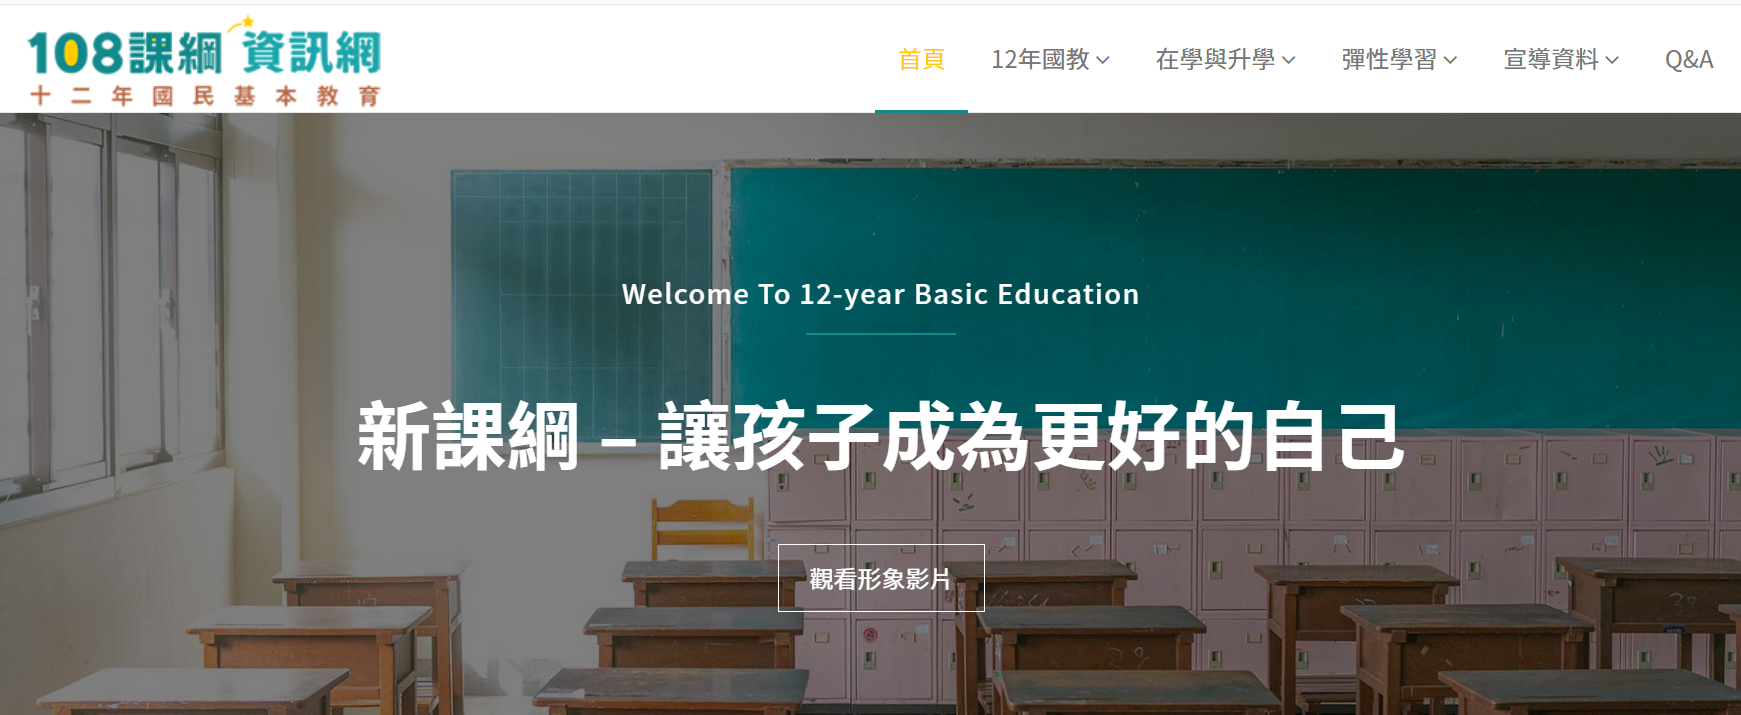 108課綱資訊網
十二年國民基本教育
首頁 12年國教 在學與升學 彈性學習 宣導資料 Q&A
Welcome To 12-year Basic Education
新課綱 – 讓孩子成為更好的自己
觀看形象影片
38